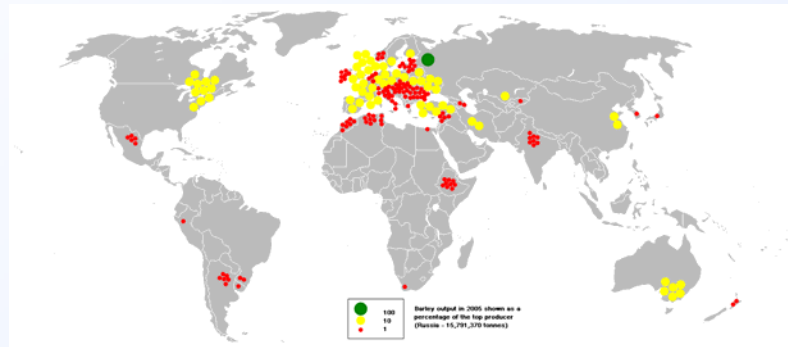 100
10
1
Barley output in 2005 shown as a
percentage of the top producer
(Russia - 15,791,370 tonnes)